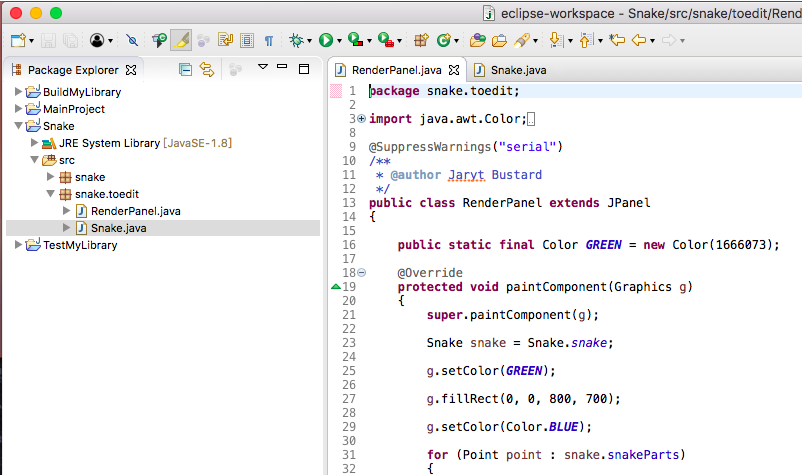 eclipse-workspace - Snake/src/snake/toedit/Rend
Package Explorer
BuildMyLibrary
MainProject
Snake
JRE System Library [JavaSE-1.8]
src
snake
snake.toedit
RenderPanel.java
Snake.java
TestMyLibrary
RenderPanel.java
Snake.java
1 package snake.toedit;
2
3 import java.awt.Color;
9 @SuppressWarnings("serial")
10 /**
11 * @author Jaryt Bustard
12 */
13 public class RenderPanel extends JPanel
14 {
15
16 public static final Color GREEN = new Color(1666073);
17
18 @Override
19 protected void paintComponent(Graphics g)
20 {
21 super.paintComponent(g);
22
23 Snake snake = Snake.snake;
24
25 g.setColor(GREEN);
26
27 g.fillRect(0, 0, 800, 700);
28
29 g.setColor(Color.BLUE);
30
31 for (Point point : snake.snakeParts)
32 {